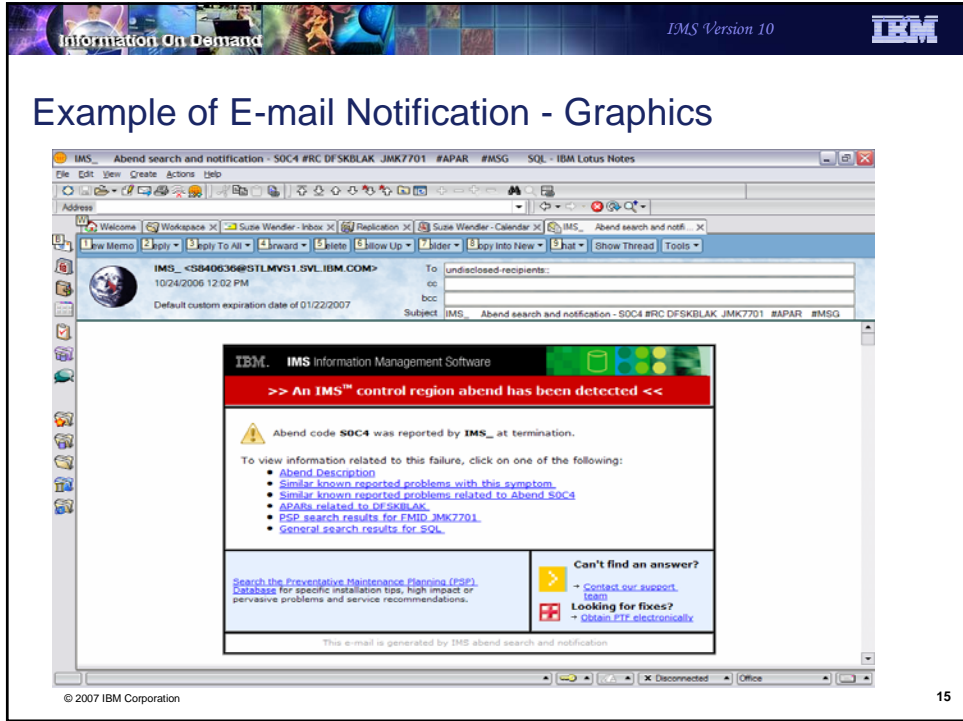 Information On Demand
IMS Version 10
IBM
Example of E-mail Notification - Graphics
IMS_ Abend search and notification - S0C4 #RC DFSKBLAK JMK7701 #APAR #MSG SQL - IBM Lotus Notes
File Edit View Create Actions Help
Address
Welcome Workspace Suzie Wendler - Inbox Replication Suzie Wendler - Calendar IMS_ Abend search and notifi...
Show Thread Tools
IMS_ <S840636@STLMVS1.SVL.IBM.COM>
10/24/2006 12:02 PM
Default custom expiration date of 01/22/2007
To undisclosed-recipients:;
cc
bcc
Subject IMS_ Abend search and notification - S0C4 #RC DFSKBLAK JMK7701 #APAR #MSG
IBM. IMS Information Management Software
>> An IMS™ control region abend has been detected <<
Abend code S0C4 was reported by IMS_ at termination.
To view information related to this failure, click on one of the following:
• Abend Description
• Similar known reported problems with this symptom
• Similar known reported problems related to Abend S0C4
• APARs related to DFSKBLAK
• PSP search results for FMID JMK7701
• General search results for SQL
Search the Preventative Maintenance Planning (PSP)
Database for specific installation tips, high impact or
pervasive problems and service recommendations.
Can't find an answer?
→ Contact our support
team
Looking for fixes?
→ Obtain PTF electronically
This e-mail is generated by IMS abend search and notification
Disconnected Office
© 2007 IBM Corporation
15